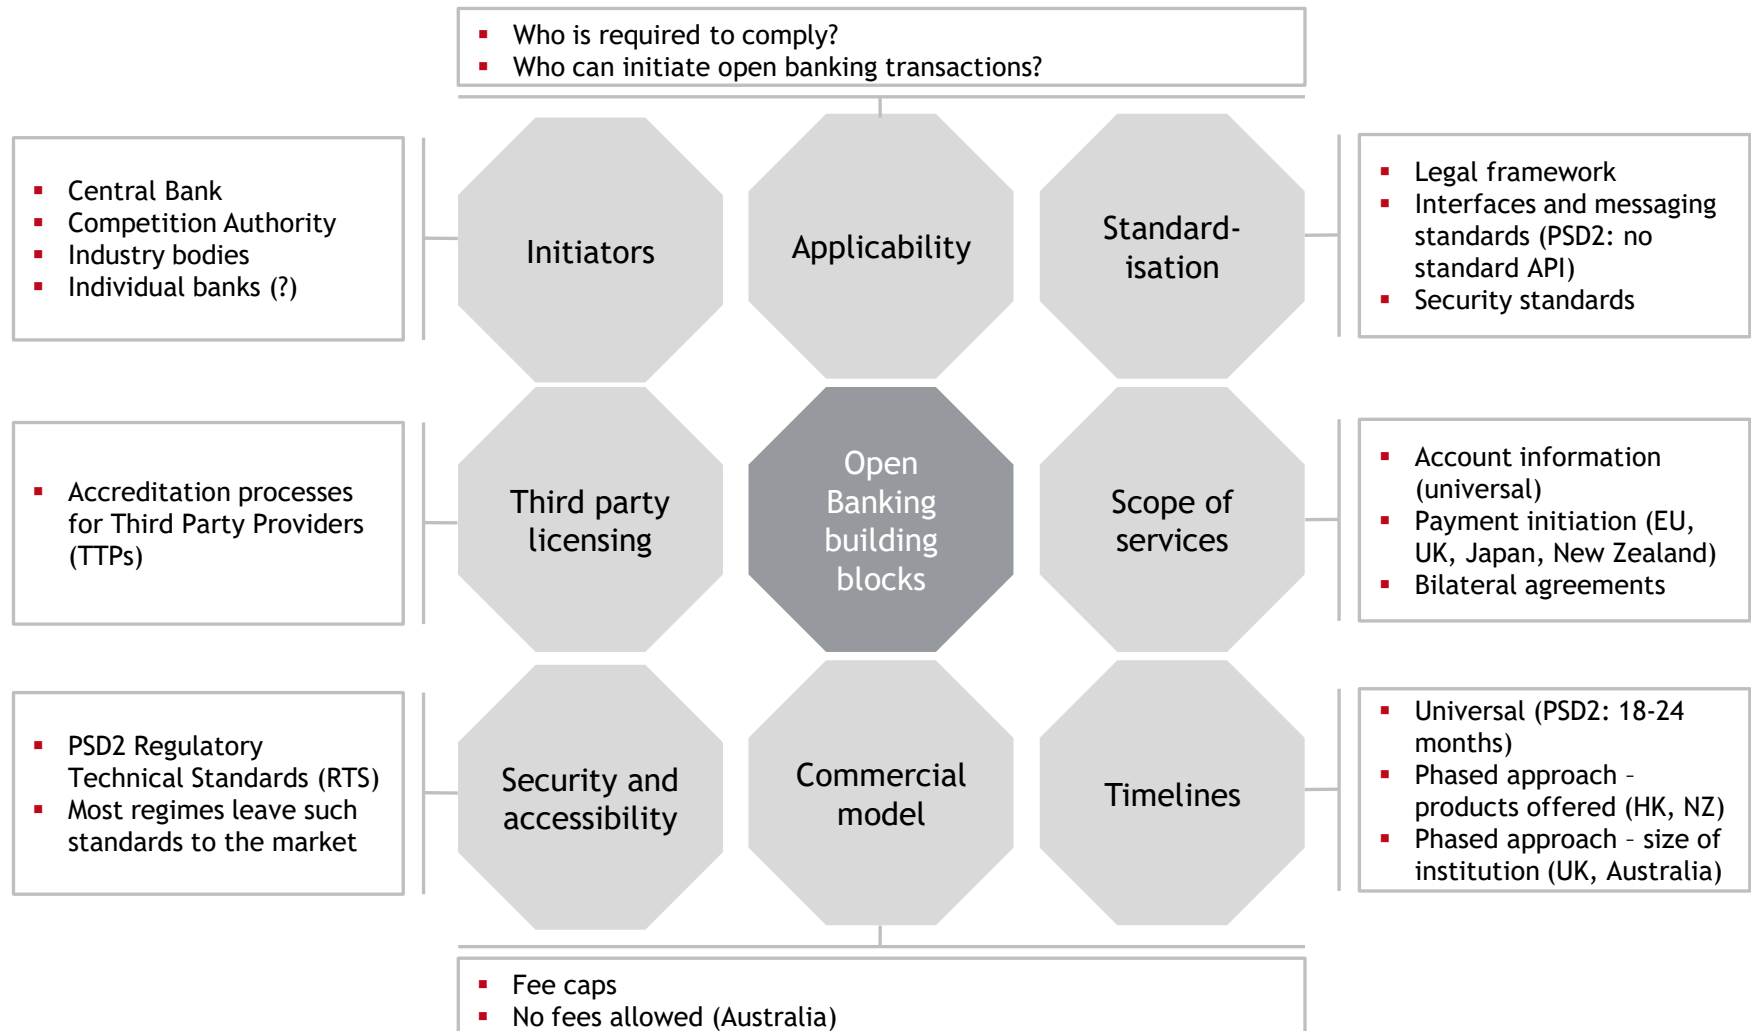 ▪ Who is required to comply?
▪ Who can initiate open banking transactions?
▪ Central Bank
▪ Competition Authority
▪ Industry bodies
▪ Individual banks (?)
Initiators
Applicability
Standard-
isation
▪ Legal framework
▪ Interfaces and messaging
standards (PSD2: no
standard API)
▪ Security standards
▪ Accreditation processes
for Third Party Providers
(TTPs)
Third party
licensing
Open
Banking
building
blocks
Scope of
services
▪ Account information
(universal)
▪ Payment initiation (EU,
UK, Japan, New Zealand)
▪ Bilateral agreements
▪ PSD2 Regulatory
Technical Standards (RTS)
▪ Most regimes leave such
standards to the market
Security and
accessibility
Commercial
model
Timelines
▪ Universal (PSD2: 18-24
months)
▪ Phased approach –
products offered (HK, NZ)
▪ Phased approach – size of
institution (UK, Australia)
▪ Fee caps
▪ No fees allowed (Australia)